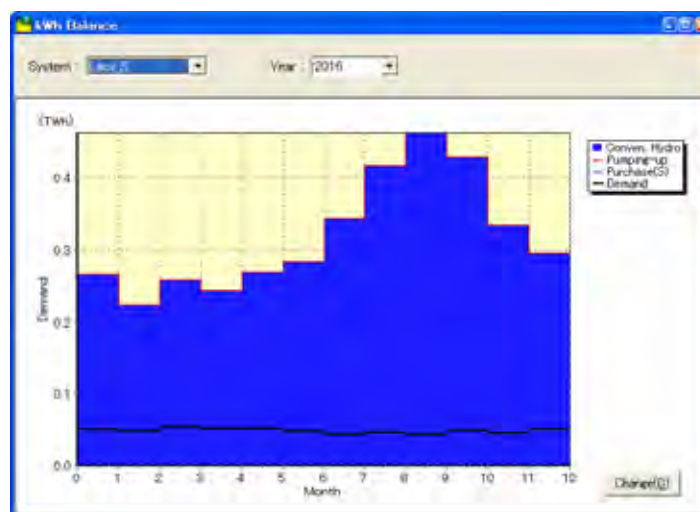 kWh Balance
System :
Year : 2016
(TWh)
Conven. Hydro
Pumping-up
Purchase(S)
Demand
0.4
0.3
0.2
0.1
0.0
Demand
0 1 2 3 4 5 6 7 8 9 10 11 12
Month